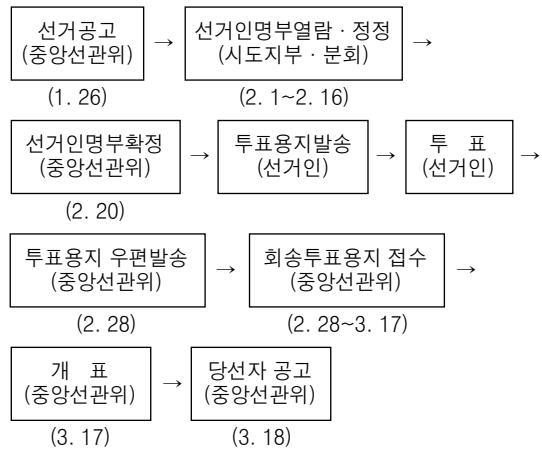 선거공고 → 선거인명부열람·정정 →
(중앙선관위) (시도지부·분회)
(1. 26) (2. 1~2. 16)
선거인명부확정 → 투표용지발송 → 투 표 →
(중앙선관위) (선거인) (선거인)
(2. 20)
투표용지 우편발송 → 회송투표용지 접수 →
(중앙선관위) (중앙선관위)
(2. 28) (2. 28~3. 17)
개 표 → 당선자 공고
(중앙선관위) (중앙선관위)
(3. 17) (3. 18)